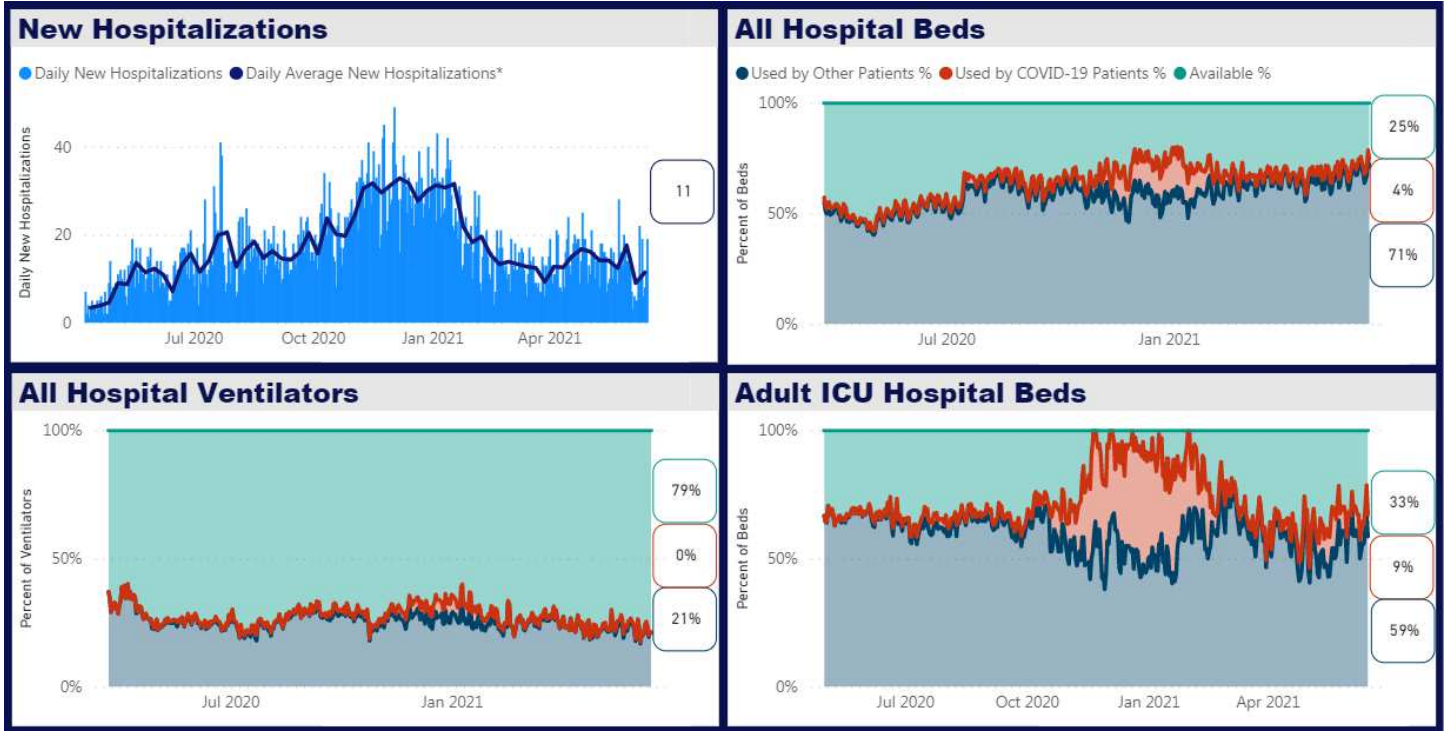 New Hospitalizations
Daily New Hospitalizations Daily Average New Hospitalizations*
Daily New Hospitalizations
40
20
0
Jul 2020 Oct 2020 Jan 2021 Apr 2021
11
All Hospital Beds
Used by Other Patients % Used by COVID-19 Patients % Available %
Percent of Beds
100%
50%
0%
Jul 2020 Jan 2021
25%
4%
71%
All Hospital Ventilators
Percent of Ventilators
100%
50%
0%
Jul 2020 Jan 2021
79%
0%
21%
Adult ICU Hospital Beds
Percent of Beds
100%
50%
0%
Jul 2020 Oct 2020 Jan 2021 Apr 2021
33%
9%
59%